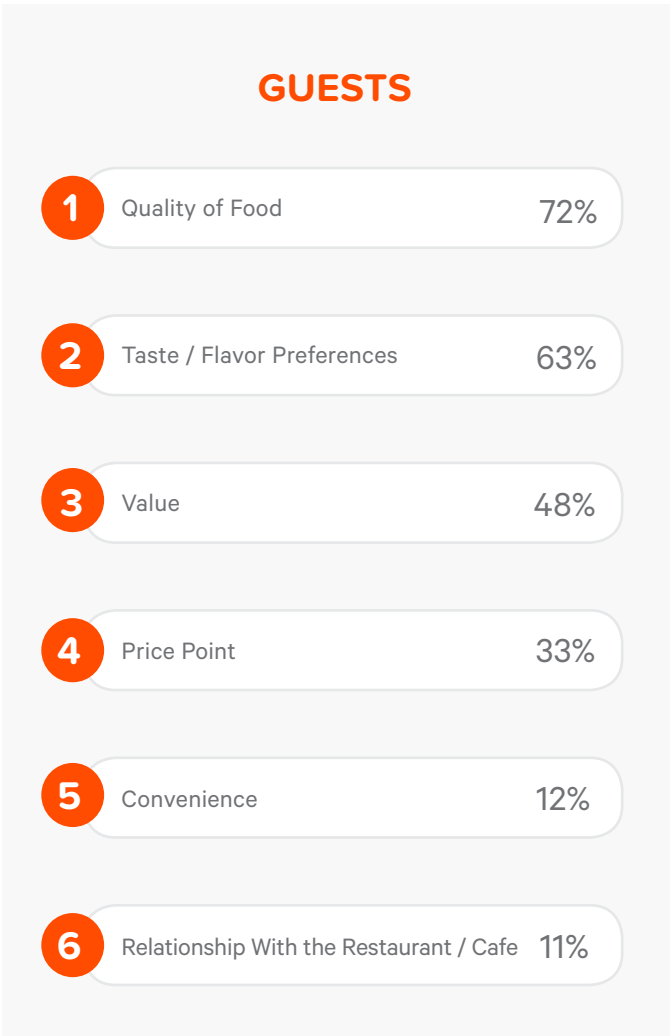 GUESTS
1 Quality of Food 72%
2 Taste / Flavor Preferences 63%
3 Value 48%
4 Price Point 33%
5 Convenience 12%
6 Relationship With the Restaurant / Cafe 11%